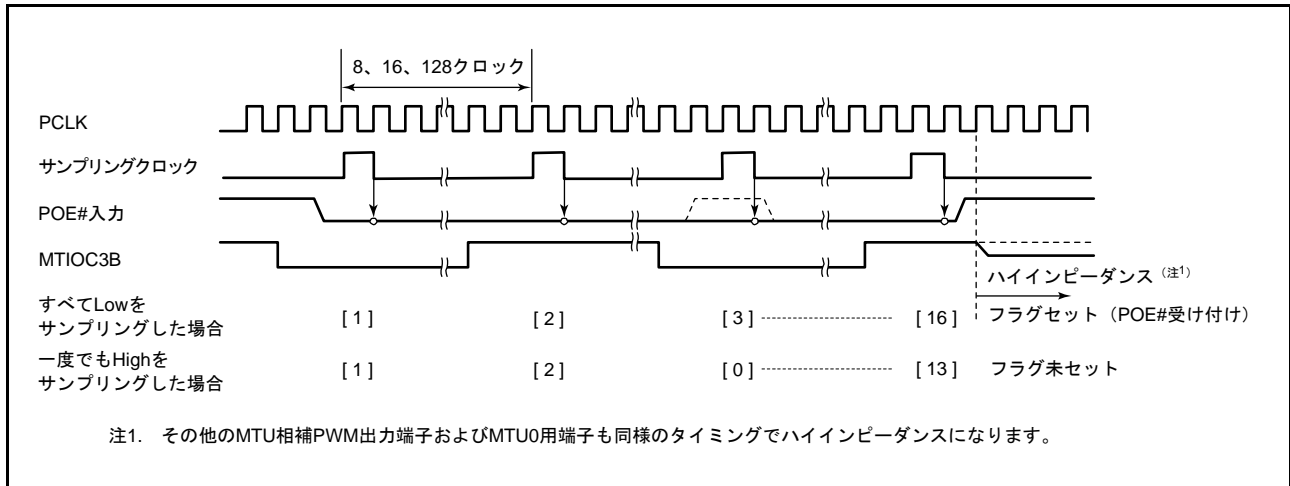 8、16、128クロック
PCLK
サンプリングクロック
POE#入力
MTIOC3B
ハイインピーダンス（注1）
すべてLowを
サンプリングした場合
[ 1 ] [ 2 ] [ 3 ] [ 16 ] フラグセット（POE#受け付け）
一度でもHighを
サンプリングした場合
[ 1 ] [ 2 ] [ 0 ] [ 13 ] フラグ未セット
注1. その他のMTU相補PWM出力端子およびMTU0用端子も同様のタイミングでハイインピーダンスになります。